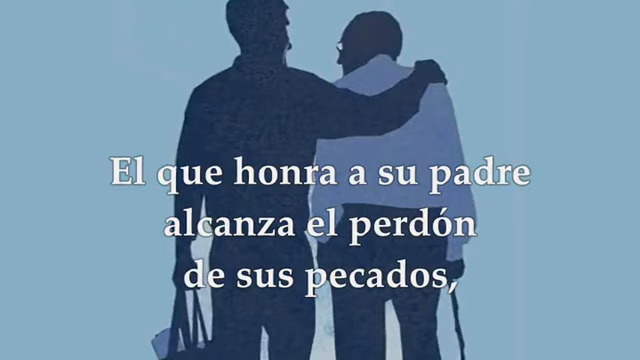 El que honra a su padre
alcanza el perdón
de sus pecados,